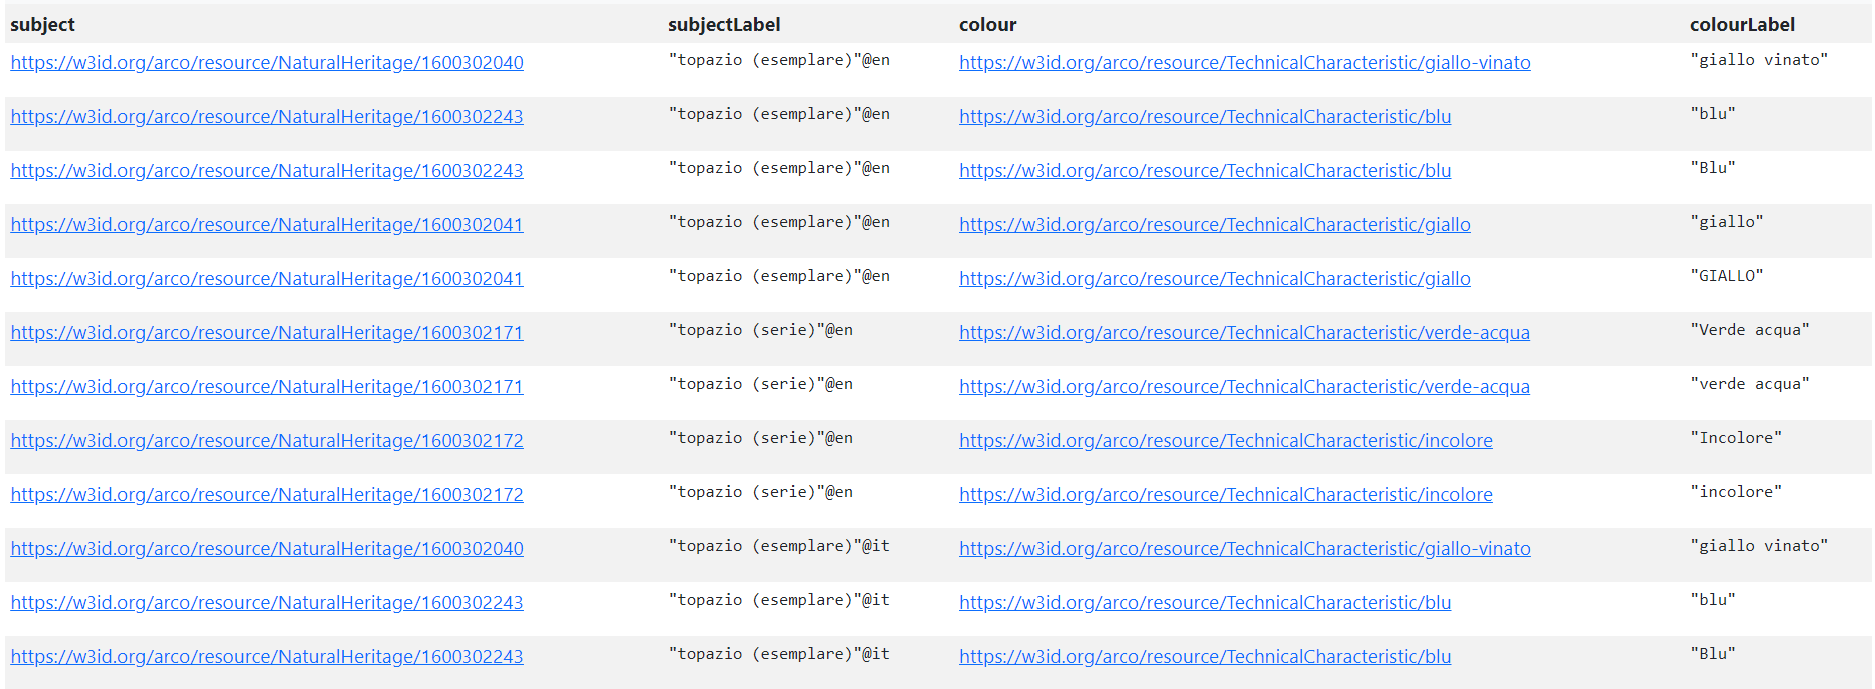 subject subjectLabel colour colourLabel
https://w3id.org/arco/resource/NaturalHeritage/1600302040 "topazio (esemplare)"@en https://w3id.org/arco/resource/TechnicalCharacteristic/giallo-vinato "giallo vinato"
https://w3id.org/arco/resource/NaturalHeritage/1600302243 "topazio (esemplare)"@en https://w3id.org/arco/resource/TechnicalCharacteristic/blu "blu"
https://w3id.org/arco/resource/NaturalHeritage/1600302243 "topazio (esemplare)"@en https://w3id.org/arco/resource/TechnicalCharacteristic/blu "Blu"
https://w3id.org/arco/resource/NaturalHeritage/1600302041 "topazio (esemplare)"@en https://w3id.org/arco/resource/TechnicalCharacteristic/giallo "giallo"
https://w3id.org/arco/resource/NaturalHeritage/1600302041 "topazio (esemplare)"@en https://w3id.org/arco/resource/TechnicalCharacteristic/giallo "GIALLO"
https://w3id.org/arco/resource/NaturalHeritage/1600302171 "topazio (serie)"@en https://w3id.org/arco/resource/TechnicalCharacteristic/verde-acqua "Verde acqua"
https://w3id.org/arco/resource/NaturalHeritage/1600302171 "topazio (serie)"@en https://w3id.org/arco/resource/TechnicalCharacteristic/verde-acqua "verde acqua"
https://w3id.org/arco/resource/NaturalHeritage/1600302172 "topazio (serie)"@en https://w3id.org/arco/resource/TechnicalCharacteristic/incolore "Incolore"
https://w3id.org/arco/resource/NaturalHeritage/1600302172 "topazio (serie)"@en https://w3id.org/arco/resource/TechnicalCharacteristic/incolore "incolore"
https://w3id.org/arco/resource/NaturalHeritage/1600302040 "topazio (esemplare)"@it https://w3id.org/arco/resource/TechnicalCharacteristic/giallo-vinato "giallo vinato"
https://w3id.org/arco/resource/NaturalHeritage/1600302243 "topazio (esemplare)"@it https://w3id.org/arco/resource/TechnicalCharacteristic/blu "blu"
https://w3id.org/arco/resource/NaturalHeritage/1600302243 "topazio (esemplare)"@it https://w3id.org/arco/resource/TechnicalCharacteristic/blu "Blu"